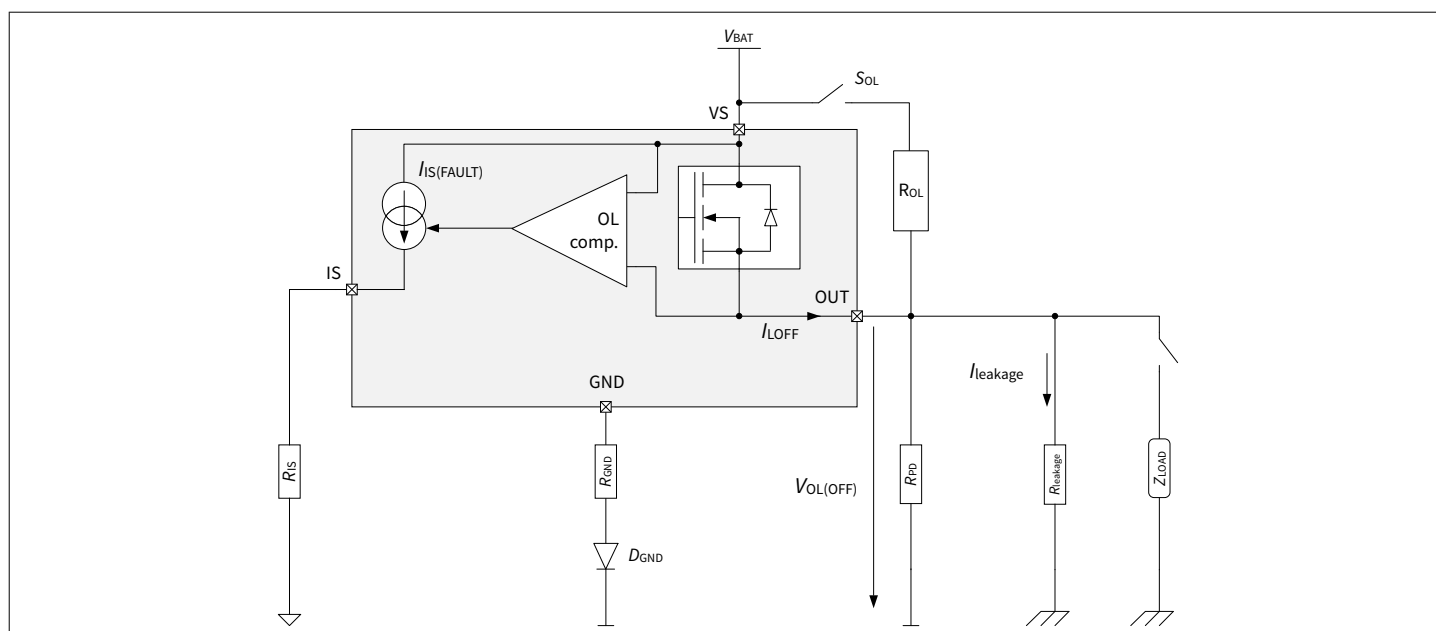 VBAT
SOL
VS
IIS(FAULT)
ROL
OL
comp.
IS
OUT
ILOFF
Ileakage
GND
RIS
RGND
VOL(OFF)
RPD
Rleakage
ZLOAD
DGND